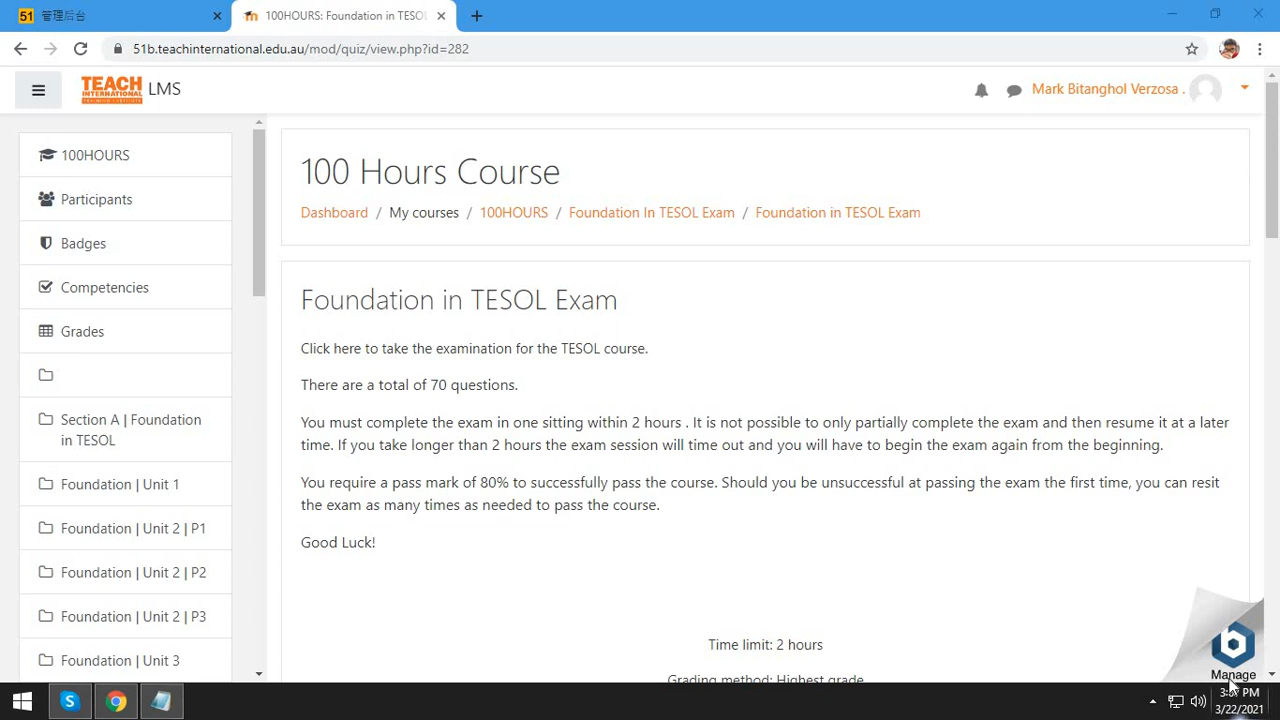 51 管理后台
100HOURS: Foundation in TESOL
51b.teachinternational.edu.au/mod/quiz/view.php?id=282
TEACH
INTERNATIONAL
LMS
Mark Bitanghol Verzosa .
100HOURS
Participants
Badges
Competencies
Grades
Section A | Foundation
in TESOL
Foundation | Unit 1
Foundation | Unit 2 | P1
Foundation | Unit 2 | P2
Foundation | Unit 2 | P3
Foundation | Unit 3
100 Hours Course
Dashboard / My courses / 100HOURS / Foundation In TESOL Exam / Foundation in TESOL Exam
Foundation in TESOL Exam
Click here to take the examination for the TESOL course.
There are a total of 70 questions.
You must complete the exam in one sitting within 2 hours . It is not possible to only partially complete the exam and then resume it at a later
time. If you take longer than 2 hours the exam session will time out and you will have to begin the exam again from the beginning.
You require a pass mark of 80% to successfully pass the course. Should you be unsuccessful at passing the exam the first time, you can resit
the exam as many times as needed to pass the course.
Good Luck!
Time limit: 2 hours
Grading method: Highest grade
Manage
PM
3/22/2021